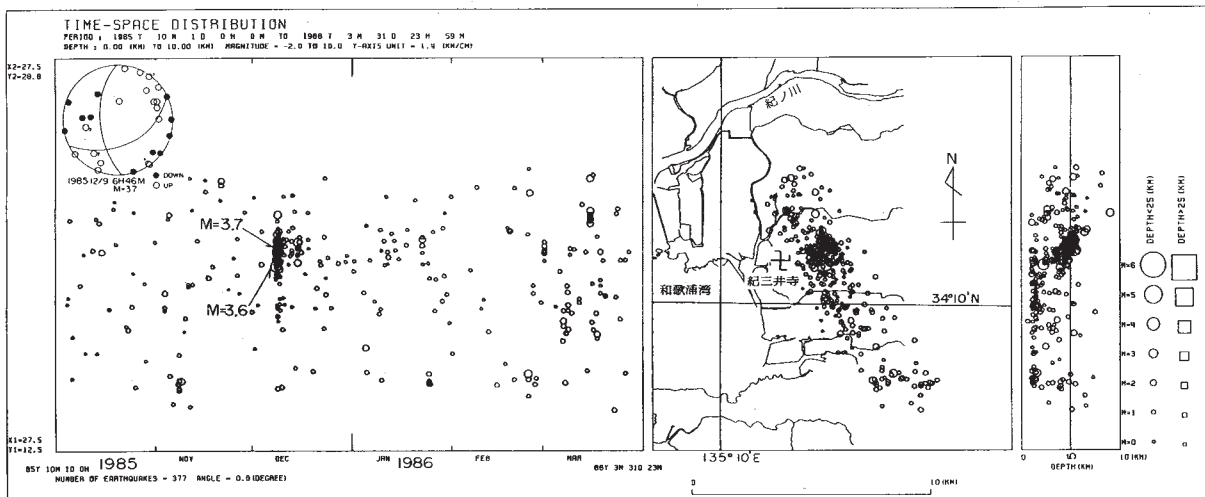 TIME-SPACE DISTRIBUTION
PERIOD : 1985 Y 10 M 1 D 0 H 0 M TO 1986 Y 3 M 31 D 23 M 59 M
DEPTH : 0.00 (KM) TO 10.00 (KM) MAGNITUDE = -2.0 TO 10.0 Y-AXIS UNIT = 1.4 (KM/CM)
X2=27.5
Y2=20.0
1985 12/9 6H46M
M=3.7
DOWN
UP
M=3.7
M=3.6
X1=27.5
Y1=12.5
NOV
DEC
JAN
FEB
MAR
85Y 10M 1D 0H
1985
1986
86Y 3M 31D 23M
NUMBER OF EARTHQUAKES = 377 ANGLE = 0.0 (DEGREE)
紀ノ川
N
和歌浦湾
紀三井寺
34°10'N
135°10'E
0
10 (KM)
0
10 (KM)
DEPTH (KM)
DEPTH<25 (KM)
DEPTH>25 (KM)
M=6
M=5
M=4
M=3
M=2
M=1
M=0